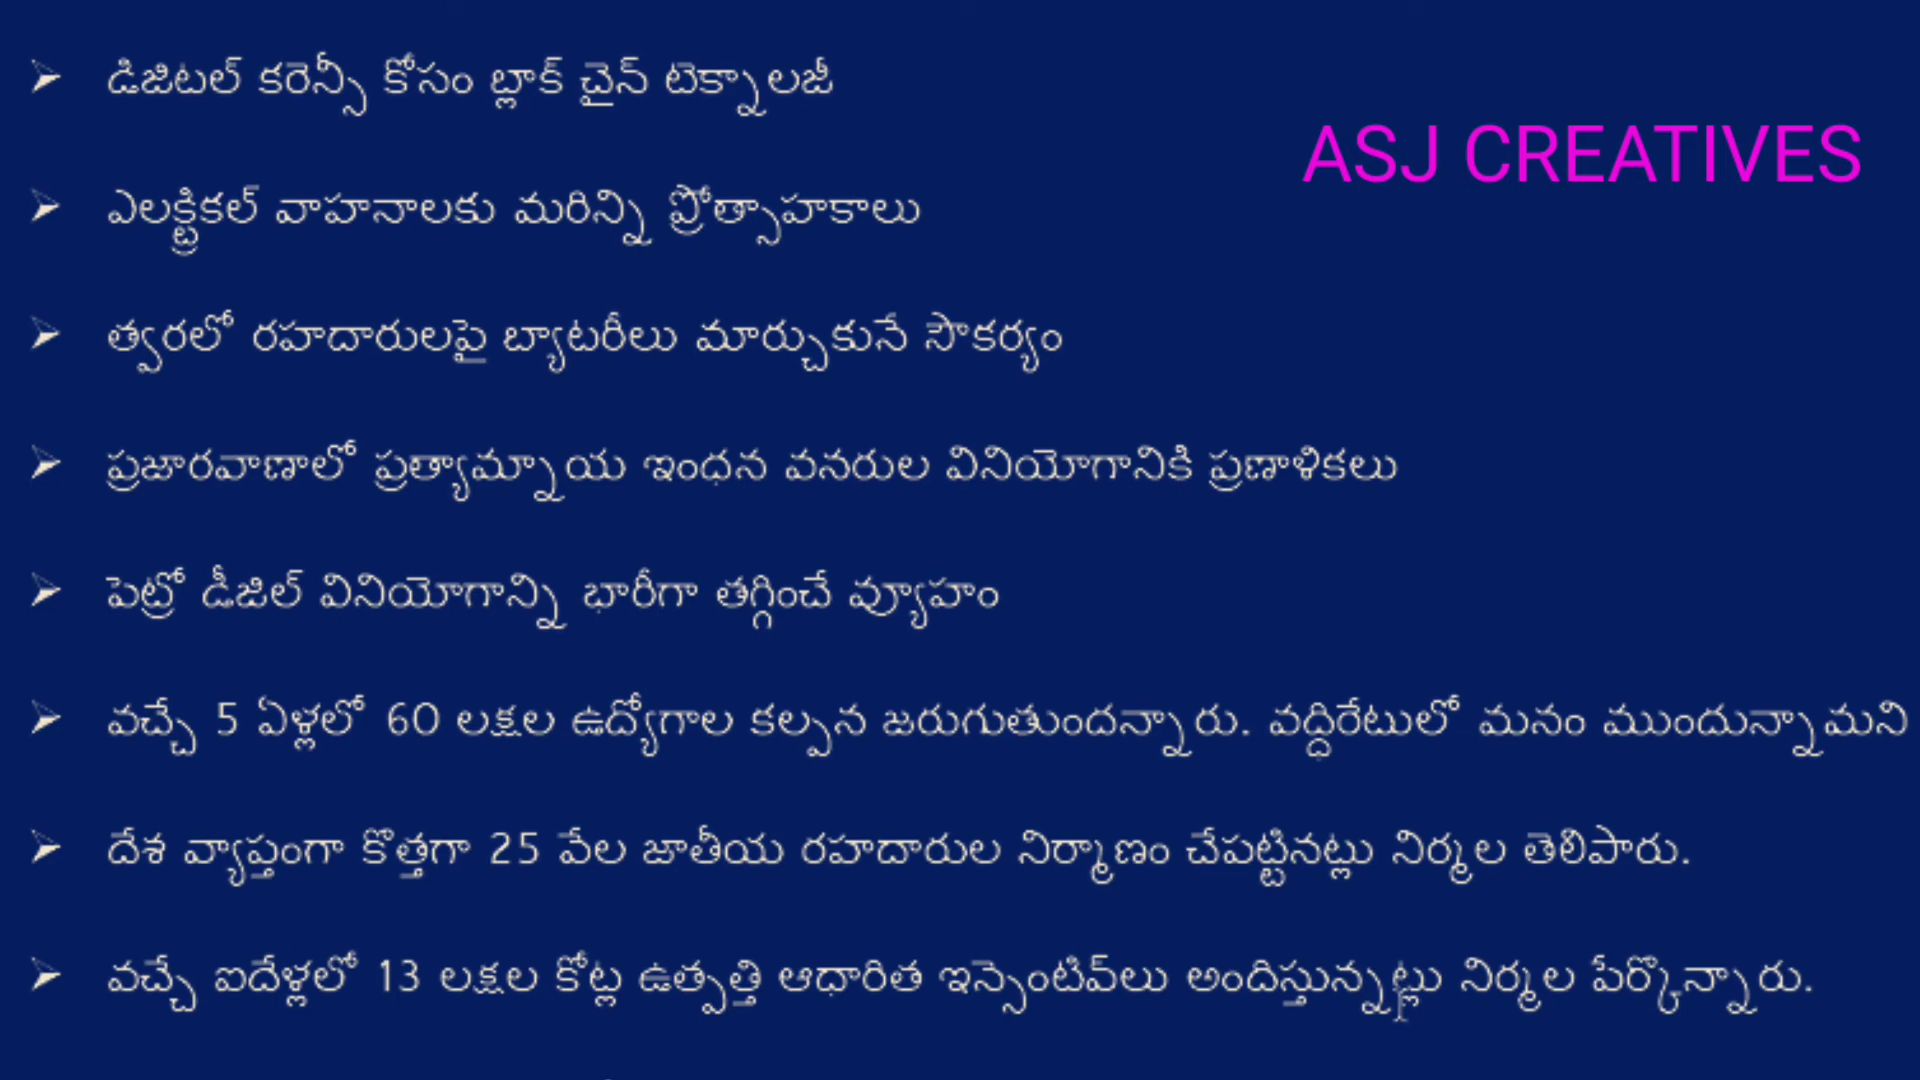 ➤ డిజిటల్ కరెన్సీ కోసం బ్లాక్ చైన్ టెక్నాలజీ
ASJ CREATIVES
➤ ఎలక్ట్రికల్ వాహనాలకు మరిన్ని ప్రోత్సాహకాలు
➤ త్వరలో రహదారులపై బ్యాటరీలు మార్చుకునే సౌకర్యం
➤ ప్రజారవాణాలో ప్రత్యామ్నాయ ఇంధన వనరుల వినియోగానికి ప్రణాళికలు
➤ పెట్రో డీజిల్ వినియోగాన్ని భారీగా తగ్గించే వ్యూహం
➤ వచ్చే 5 ఏళ్లలో 60 లక్షల ఉద్యోగాల కల్పన జరుగుతుందన్నారు. వద్ధిరేటులో మనం ముందున్నామని
➤ దేశ వ్యాప్తంగా కొత్తగా 25 వేల జాతీయ రహదారుల నిర్మాణం చేపట్టినట్లు నిర్మల తెలిపారు.
➤ వచ్చే ఐదేళ్లలో 13 లక్షల కోట్ల ఉత్పత్తి ఆధారిత ఇన్సెంటివ్‌లు అందిస్తున్నట్లు నిర్మల పేర్కొన్నారు.